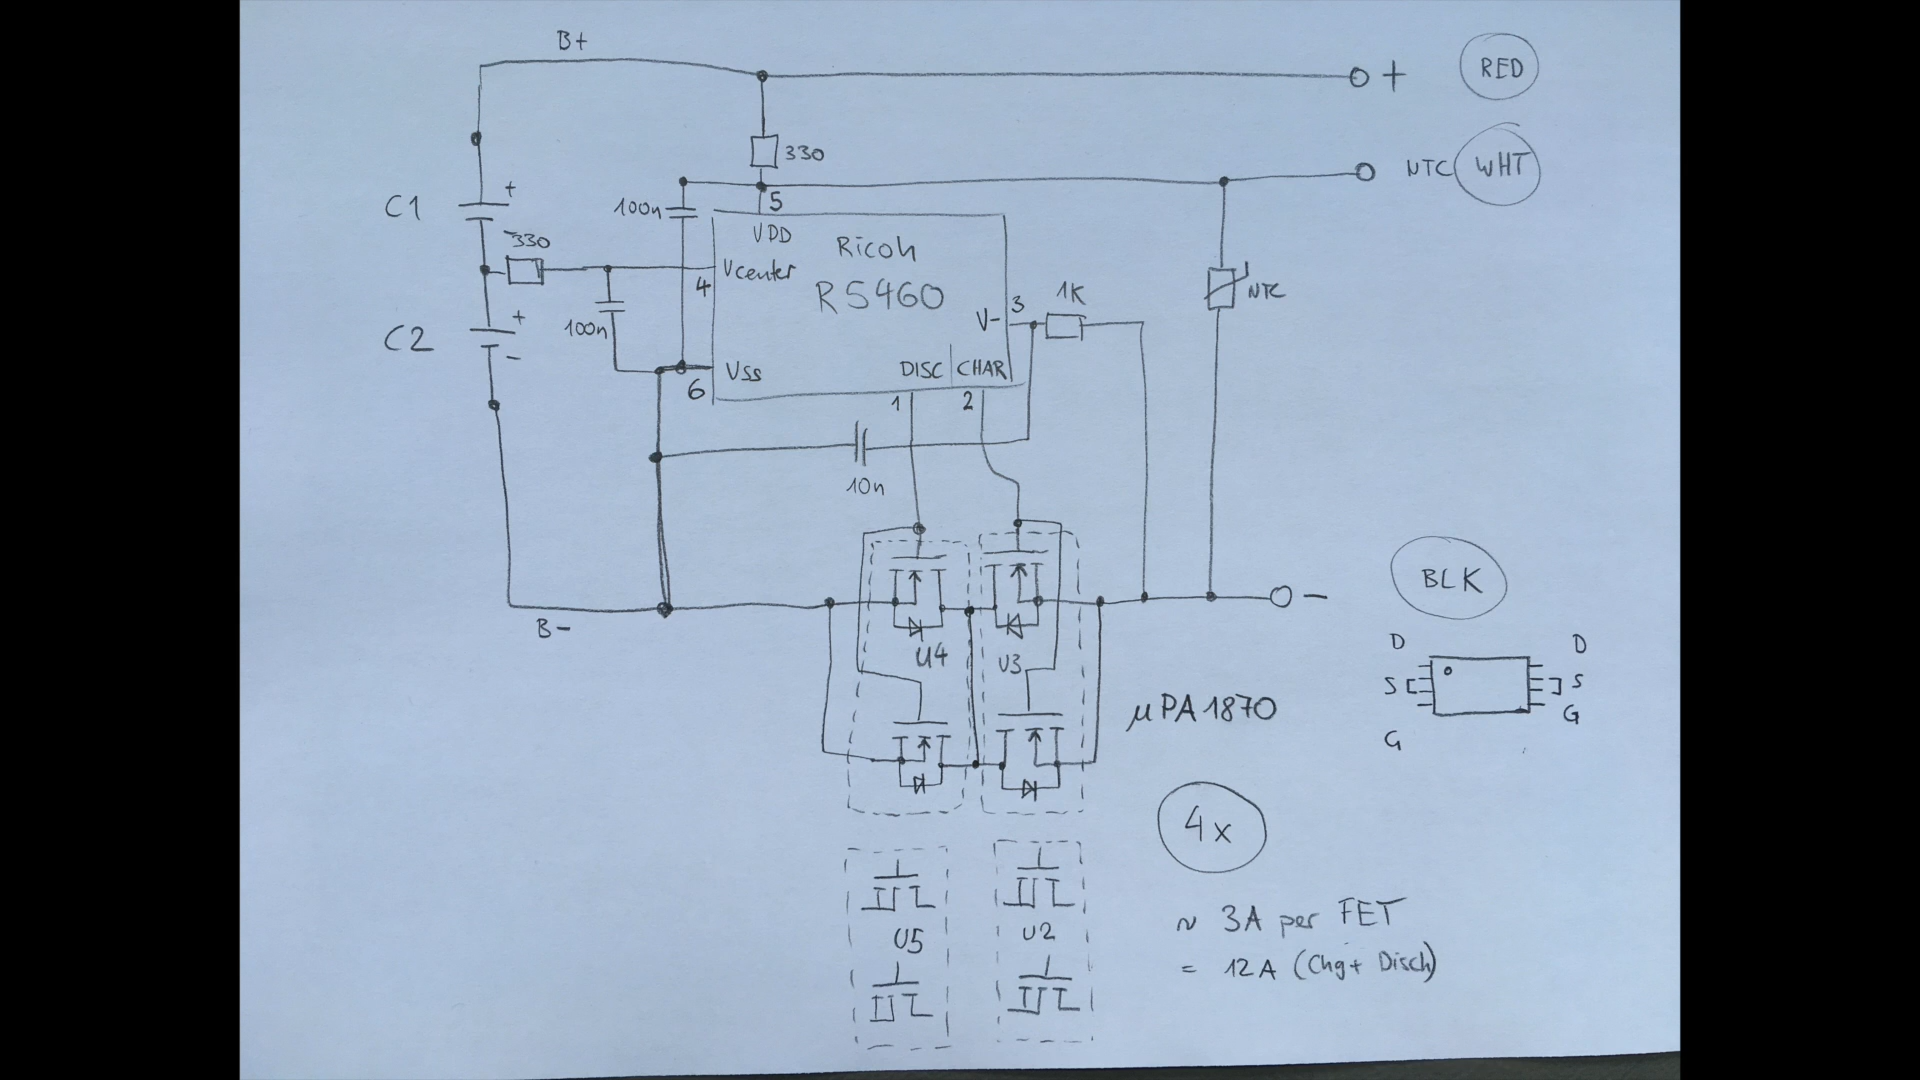 B+
+ RED
330
NTC WHT
C1 +
100n
5
VDD
Ricoh
330
Vcenter
4
R5460
NTC
1K
3
V-
C2 +
-
100n
Vss
6
DISC CHAR
1 2
10n
- BLK
B-
U4 U3
D D
S S
G
G
µPA1870
4x
~ 3A per FET
U5 U2
= 12A (Chg+ Disch)